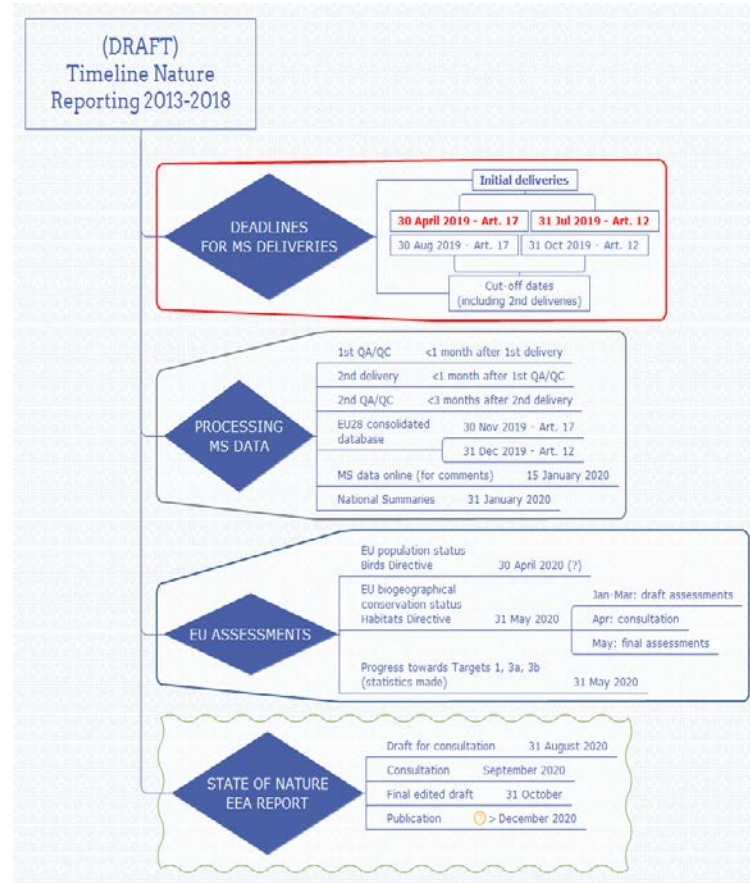 (DRAFT)
Timeline Nature
Reporting 2013-2018
DEADLINES
FOR MS DELIVERIES
Initial deliveries
30 April 2019 - Art. 17
31 Jul 2019 - Art. 12
30 Aug 2019 - Art. 17
31 Oct 2019 - Art. 12
Cut-off dates
(including 2nd deliveries)
PROCESSING
MS DATA
1st QA/QC <1 month after 1st delivery
2nd delivery <1 month after 1st QA/QC
2nd QA/QC <3 months after 2nd delivery
EU28 consolidated
database
30 Nov 2019 - Art. 17
31 Dec 2019 - Art. 12
MS data online (for comments) 15 January 2020
National Summaries 31 January 2020
EU ASSESSMENTS
EU population status
Birds Directive 30 April 2020 (?)
EU biogeographical
conservation status
Habitats Directive 31 May 2020
Jan-Mar: draft assessments
Apr: consultation
May: final assessments
Progress towards Targets 1, 3a, 3b
(statistics made) 31 May 2020
STATE OF NATURE
EEA REPORT
Draft for consultation 31 August 2020
Consultation September 2020
Final edited draft 31 October
Publication ? > December 2020